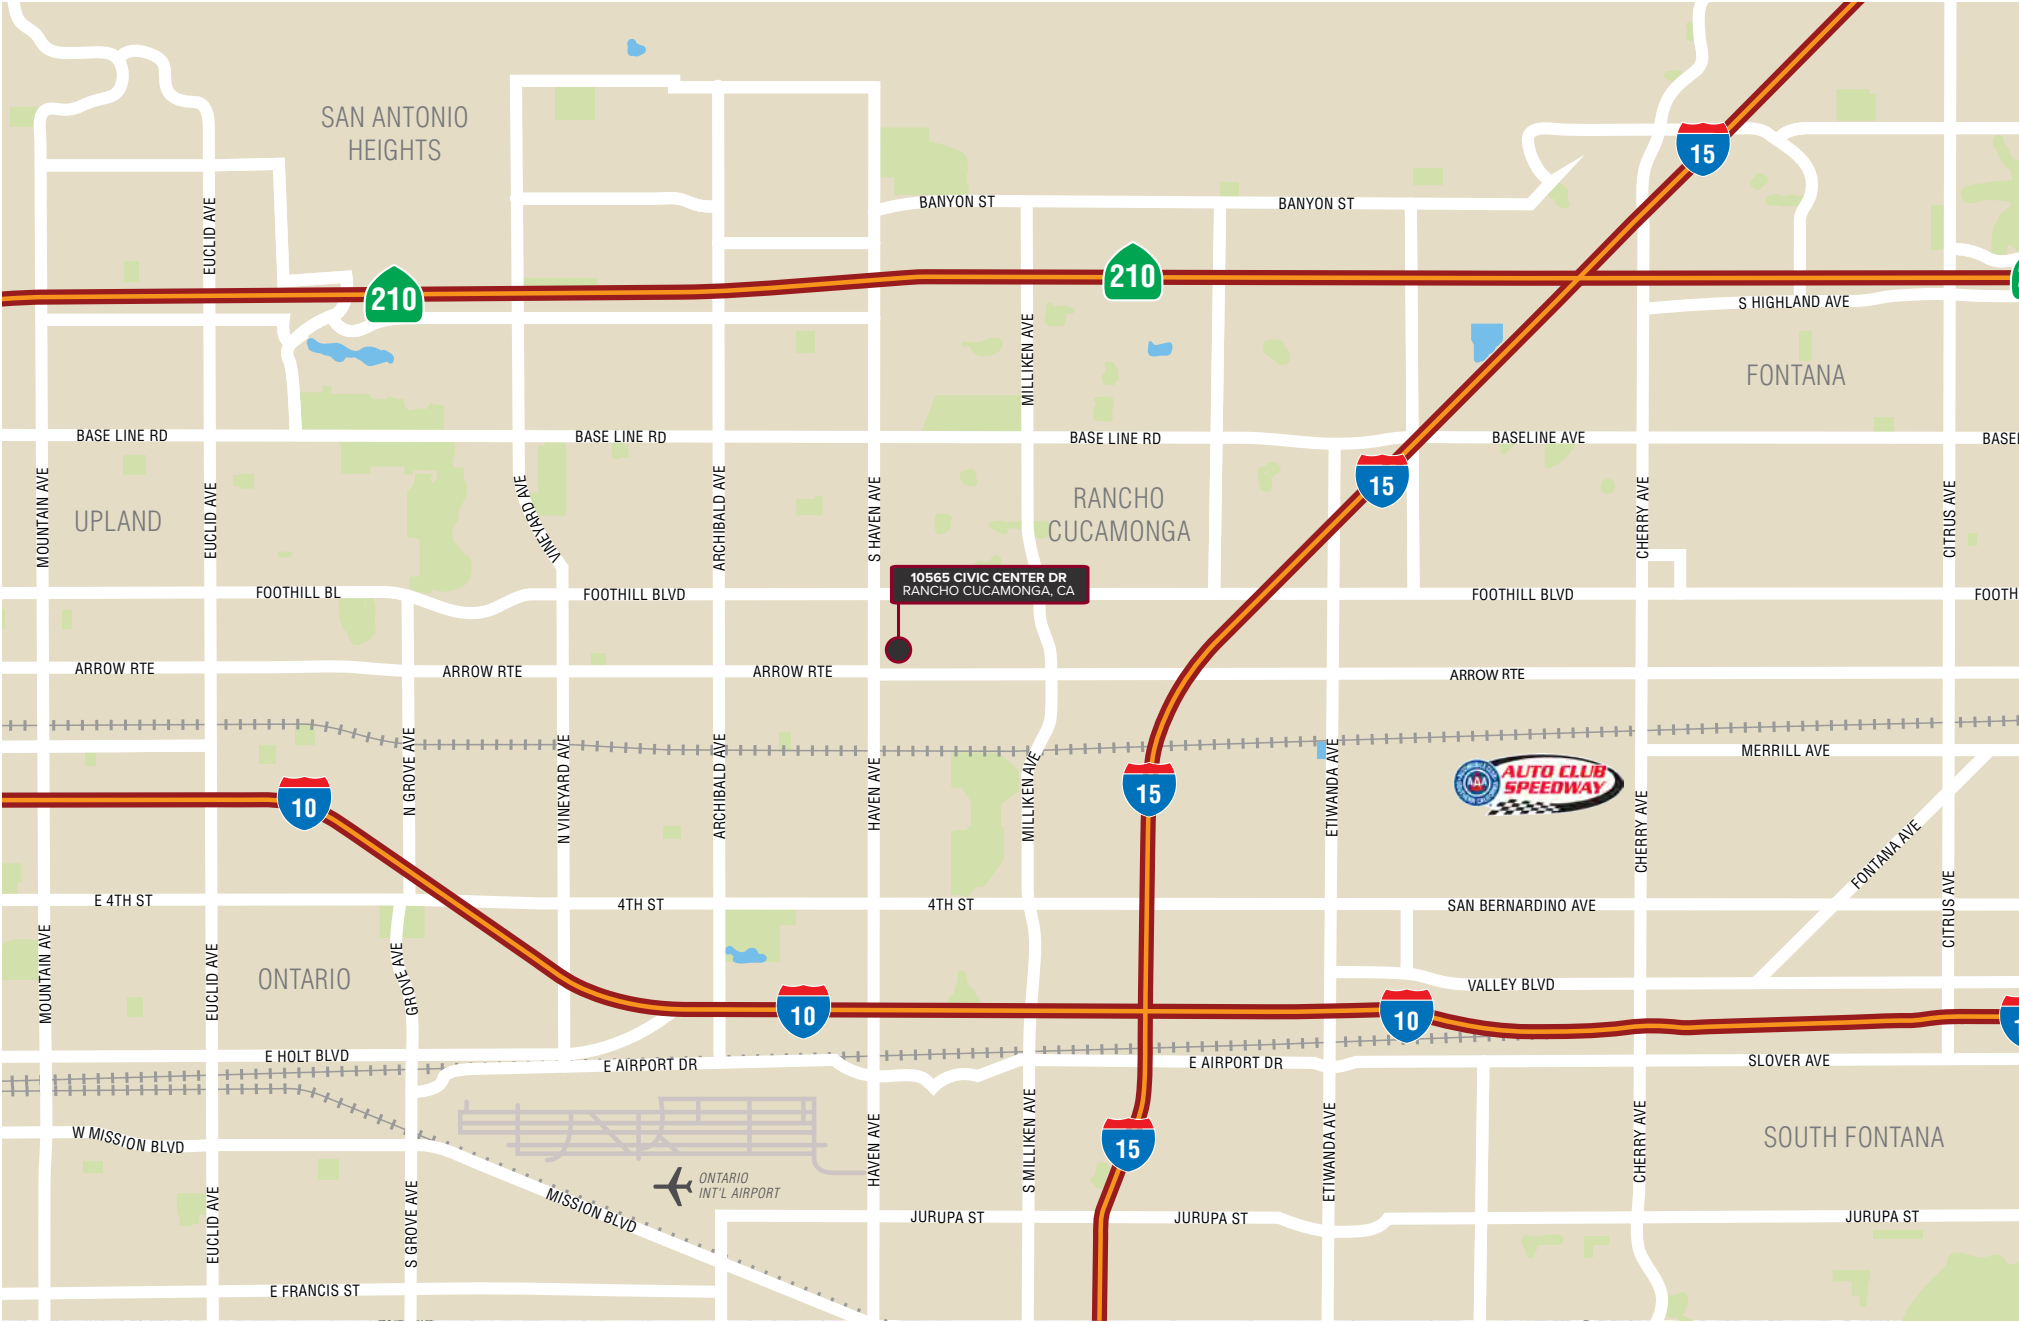 SAN ANTONIO
HEIGHTS
15
BANYON ST
BANYON ST
EUCLID AVE
210
210
S HIGHLAND AVE
MILLIKEN AVE
FONTANA
BASE LINE RD
BASE LINE RD
BASE LINE RD
BASELINE AVE
15
MOUNTAIN AVE
EUCLID AVE
UPLAND
VINEYARD AVE
ARCHIBALD AVE
S HAVEN AVE
RANCHO
CUCAMONGA
CHERRY AVE
CITRUS AVE
10565 CIVIC CENTER DR
RANCHO CUCAMONGA, CA
FOOTHILL BL
FOOTHILL BLVD
FOOTHILL BLVD
ARROW RTE
ARROW RTE
ARROW RTE
ARROW RTE
MERRILL AVE
N GROVE AVE
N VINEYARD AVE
ARCHIBALD AVE
HAVEN AVE
MILLIKEN AVE
15
ETIWANDA AVE
AAA
AUTO CLUB
SPEEDWAY
CHERRY AVE
FONTANA AVE
10
E 4TH ST
4TH ST
4TH ST
SAN BERNARDINO AVE
CITRUS AVE
MOUNTAIN AVE
EUCLID AVE
ONTARIO
GROVE AVE
VALLEY BLVD
10
10
E HOLT BLVD
E AIRPORT DR
E AIRPORT DR
SLOVER AVE
W MISSION BLVD
15
HAVEN AVE
S MILLIKEN AVE
ETIWANDA AVE
CHERRY AVE
SOUTH FONTANA
ONTARIO
INT'L AIRPORT
EUCLID AVE
S GROVE AVE
MISSION BLVD
JURUPA ST
JURUPA ST
JURUPA ST
E FRANCIS ST